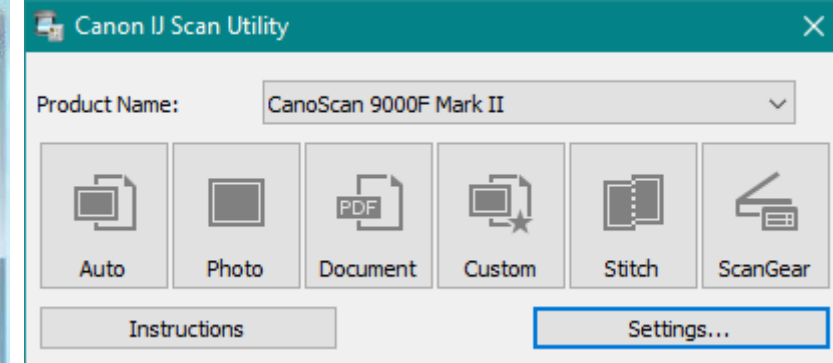 Canon IJ Scan Utility
Product Name: CanoScan 9000F Mark II
PDF
Auto Photo Document Custom Stitch ScanGear
Instructions Settings...